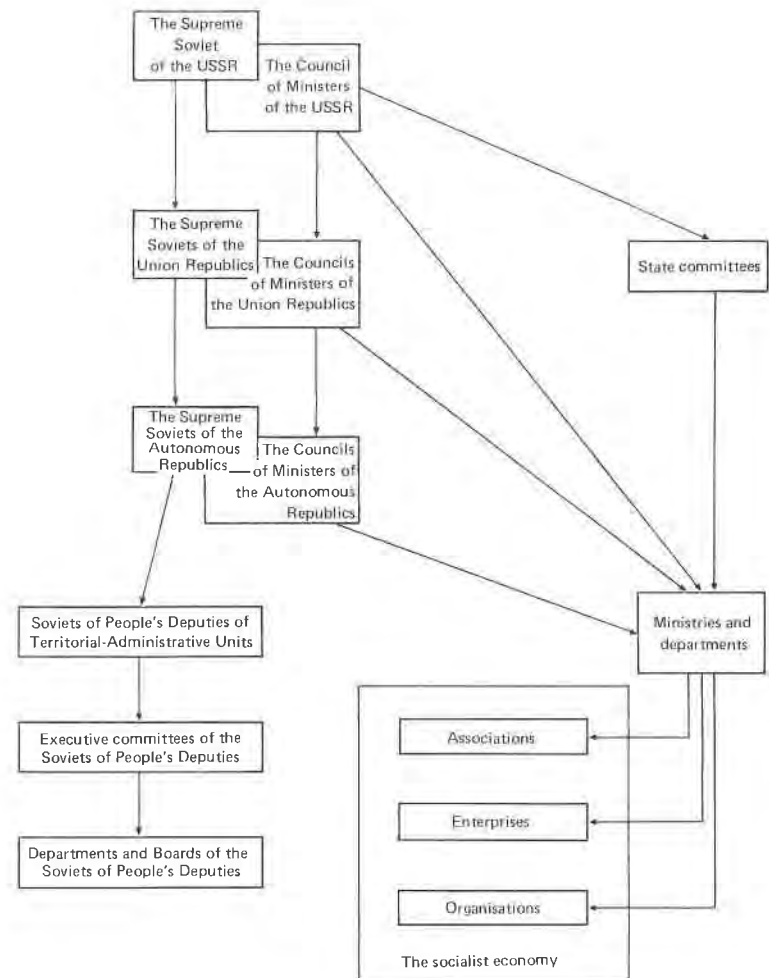 The Supreme
Soviet
of the USSR
The Council
of Ministers
of the USSR
The Supreme
Soviets of the
Union Republics
The Councils
of Ministers of
the Union Republics
State committees
The Supreme
Soviets of the
Autonomous
Republics
The Councils
of Ministers of
the Autonomous
Republics
Soviets of People's Deputies of
Territorial-Administrative Units
Ministries and
departments
Executive committees of the
Soviets of People's Deputies
Associations
Enterprises
Departments and Boards of the
Soviets of People's Deputies
Organisations
The socialist economy